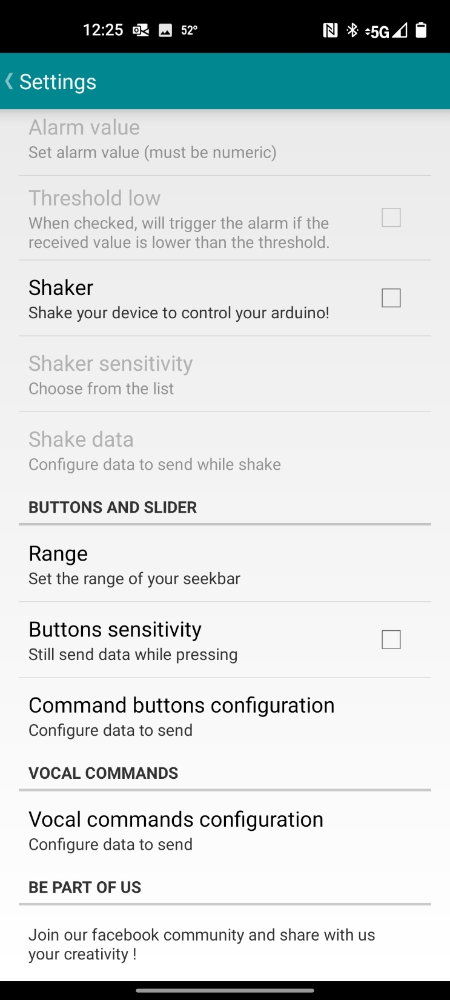 12:25 52° 5G
Settings
Alarm value
Set alarm value (must be numeric)
Threshold low
When checked, will trigger the alarm if the
received value is lower than the threshold.
Shaker
Shake your device to control your arduino!
Shaker sensitivity
Choose from the list
Shake data
Configure data to send while shake
BUTTONS AND SLIDER
Range
Set the range of your seekbar
Buttons sensitivity
Still send data while pressing
Command buttons configuration
Configure data to send
VOCAL COMMANDS
Vocal commands configuration
Configure data to send
BE PART OF US
Join our facebook community and share with us
your creativity !